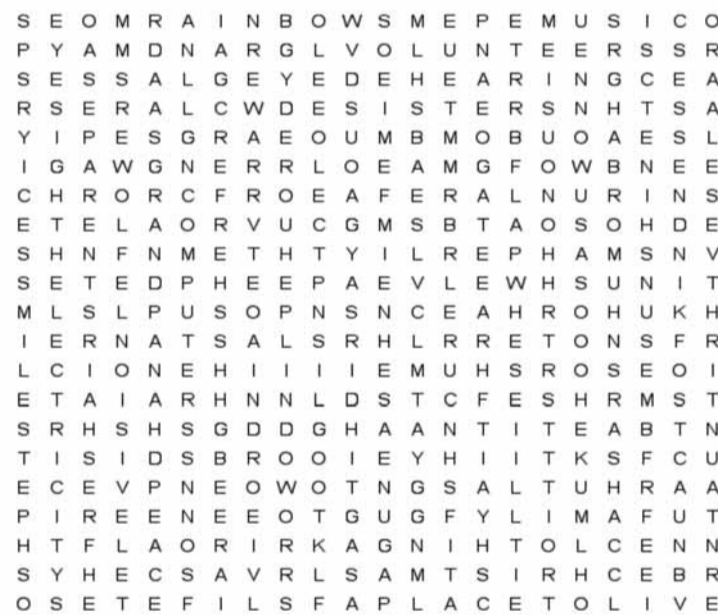 S E O M R A I N B O W S M E P E M U S I C O
P Y A M D N A R G L V O L U N T E E R S S R
S E S S A L G E Y E D E H E A R I N G C E A
R S E R A L C W D E S I S T E R S N H T S A
Y I P E S G R A E O U M B M O B U O A E S L
I G A W G N E R R L O E A M G F O W B N E E
C H R O R C F R O E A F E R A L N U R I N S
E T E L A O R V U C G M S B T A O S O H D E
S H N F N M E T H T Y I L R E P H A M S N V
S E T E D P H E E P A E V L E W H S U N I T
M L S L P U S O P N S N C E A H R O H U K H
I E R N A T S A L S R H L R R E T O N S F R
L C I O N E H I I I I E M U H S R O S E O I
E T A I A R H N N L D S T C F E S H R M S T
S R H S H S G D D G H A A N T I T E A B T N
T I S I D S B R O O I E Y H I I T K S F C U
E C E V P N E O W O T N G S A L T U H R A A
P I R E E N E E O T G U G F Y L I M A F U T
H T F L A O R I R K A G N I H T O L C E N N
S Y H E C S A V R L S A M T S I R H C E B R
O S E T E F I L S F A P L A C E T O L I V E